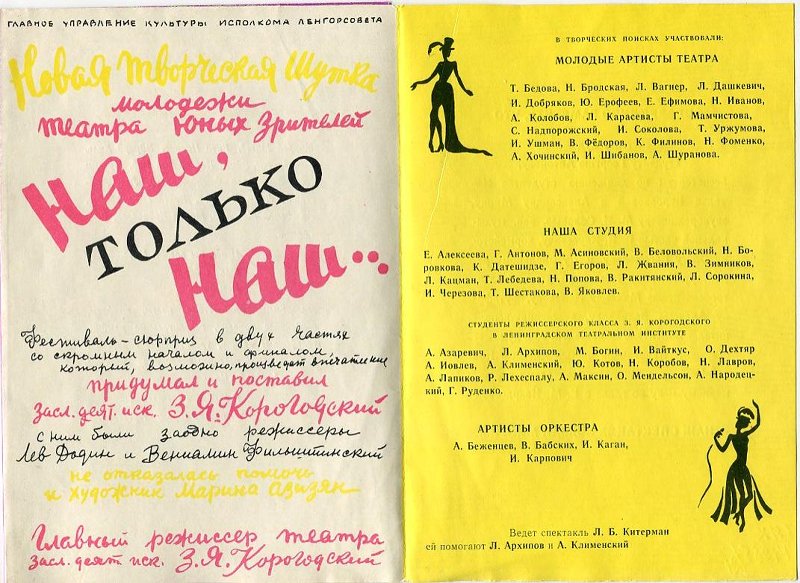 ГЛАВНОЕ УПРАВЛЕНИЕ КУЛЬТУРЫ ИСПОЛКОМА ЛЕНГОРСОВЕТА
Новая творческая Шутка
молодежи
театра юных зрителей
Наш,
ТОЛЬКО
Наш...
Фестиваль-сюрприз в двух частях
со скромным началом и финалом,
который, возможно, произведет впечатление
придумал и поставил
засл. деят. иск. З.Я. Корогодский
с ним были заодно режиссеры
Лев Додин и Вениамин Фильштинский
не отказалась помочь
и художник Марина Азизян
Главный режиссер театра
засл. деят. иск. З.Я. Корогодский
В ТВОРЧЕСКИХ ПОИСКАХ УЧАСТВОВАЛИ:
МОЛОДЫЕ АРТИСТЫ ТЕАТРА
Т. Бедова, Н. Бродская, Л. Вагнер, Л. Дашкевич,
И. Добряков, Ю. Ерофеев, Е. Ефимова, Н. Иванов,
А. Колобов, Л. Карасева, Г. Мамчистова,
С. Надпорожский, И. Соколова, Т. Уржумова,
И. Ушман, В. Фёдоров, К. Филинов, Н. Фоменко,
А. Хочинский, И. Шибанов, А. Шуранова.
НАША СТУДИЯ
Е. Алексеева, Г. Антонов, М. Асиновский, В. Беловольский, Н. Бо-
ровкова, К. Датешидзе, Г. Егоров, Л. Жвания, В. Зимников,
Л. Кацман, Т. Лебедева, Н. Попова, В. Ракитянский, Л. Сорокина,
И. Черезова, Т. Шестакова, В. Яковлев.
СТУДЕНТЫ РЕЖИССЕРСКОГО КЛАССА З. Я. КОРОГОДСКОГО
В ЛЕНИНГРАДСКОМ ТЕАТРАЛЬНОМ ИНСТИТУТЕ
А. Азаревич, Л. Архипов, М. Богин, И. Вайткус, О. Дехтяр
А. Иовлев, А. Клименский, Ю. Котов, Н. Коробов, Н. Лавров,
А. Лапиков, Р. Лехеспалу, А. Максин, О. Мендельсон, А. Народец-
кий, Г. Руденко.
АРТИСТЫ ОРКЕСТРА
А. Беженцев, В. Бабских, И. Каган,
И. Карпович
Ведет спектакль Л. Б. Китерман
ей помогают Л. Архипов и А. Клименский